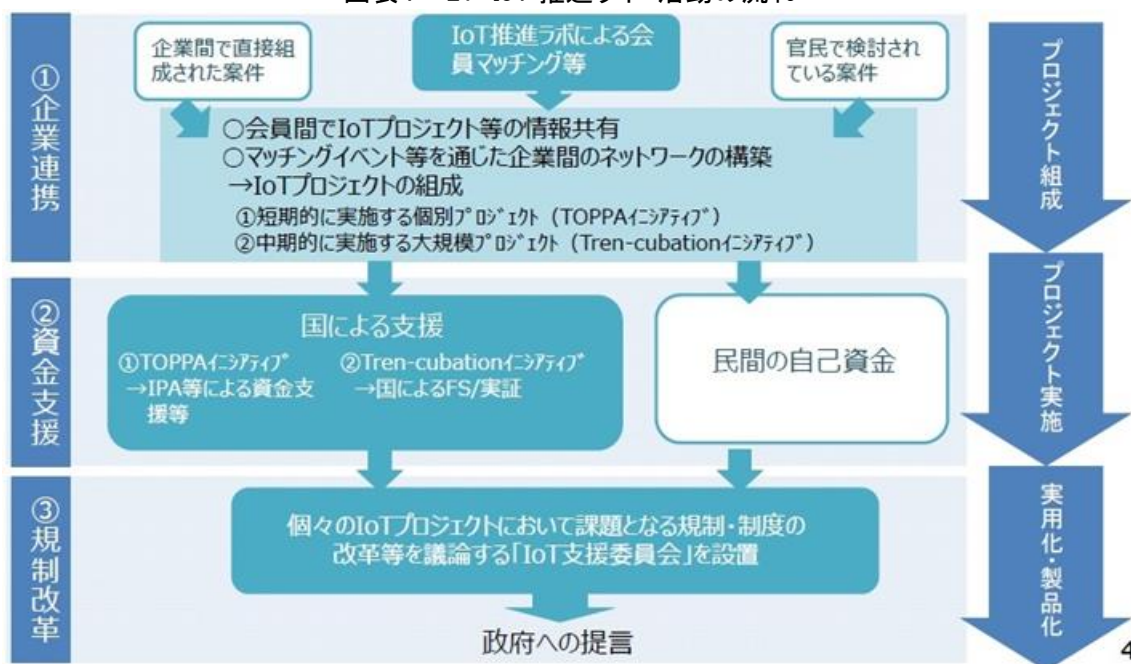 ①企業連携
企業間で直接組
成された案件
IoT推進ラボによる会
員マッチング等
官民で検討され
ている案件
○会員間でIoTプロジェクト等の情報共有
○マッチングイベント等を通じた企業間のネットワークの構築
→IoTプロジェクトの組成
①短期的に実施する個別ﾌﾟﾛｼﾞｪｸﾄ（TOPPAｲﾆｼｱﾃｨﾌﾞ）
②中期的に実施する大規模ﾌﾟﾛｼﾞｪｸﾄ（Tren-cubationｲﾆｼｱﾃｨﾌﾞ）
プロジェクト組成
②資金支援
国による支援
①TOPPAｲﾆｼｱﾃｨﾌﾞ
→IPA等による資金支
援等
②Tren-cubationｲﾆｼｱﾃｨﾌﾞ
→国によるFS/実証
民間の自己資金
プロジェクト実施
③規制改革
個々のIoTプロジェクトにおいて課題となる規制・制度の
改革等を議論する「IoT支援委員会」を設置
政府への提言
実用化・製品化
4